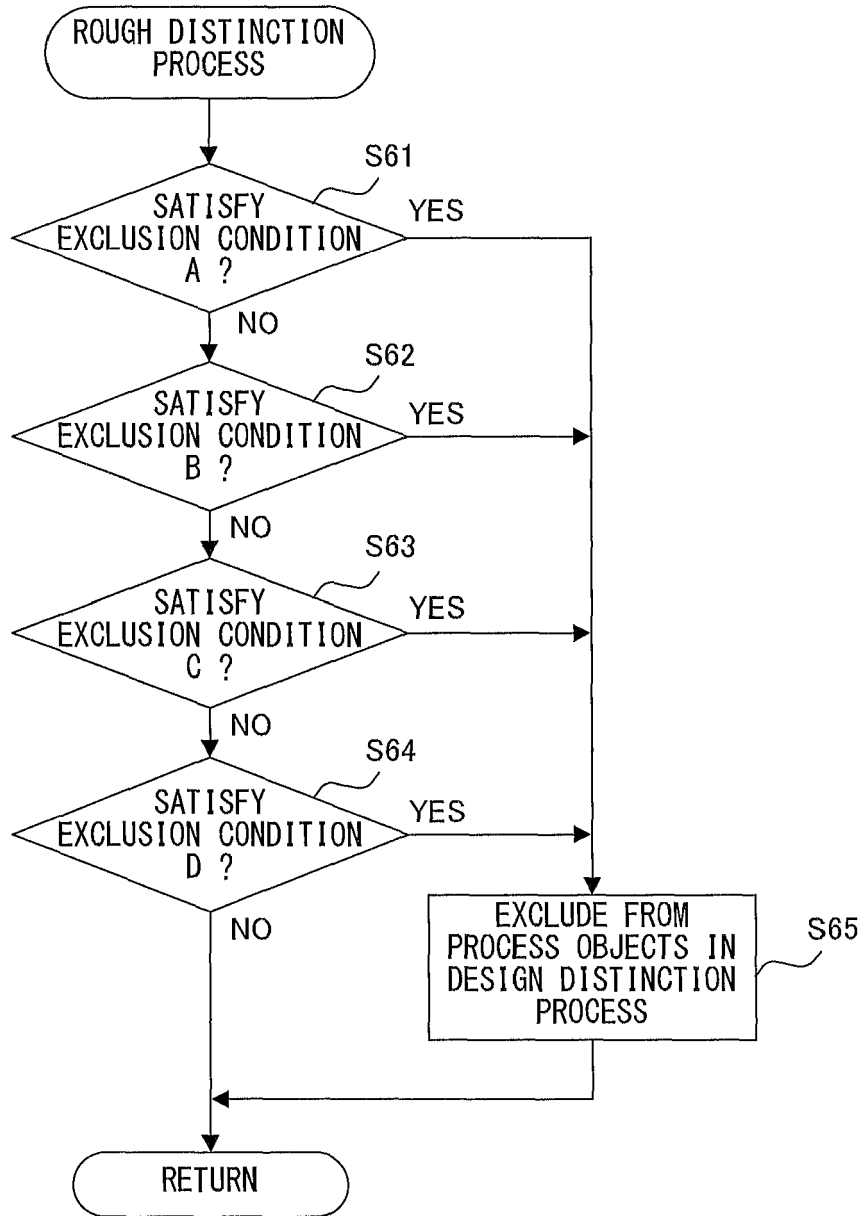 ROUGH DISTINCTION
PROCESS
S61
SATISFY
EXCLUSION CONDITION
A ?
YES
NO
S62
SATISFY
EXCLUSION CONDITION
B ?
YES
NO
S63
SATISFY
EXCLUSION CONDITION
C ?
YES
NO
S64
SATISFY
EXCLUSION CONDITION
D ?
YES
NO
EXCLUDE FROM
PROCESS OBJECTS IN
DESIGN DISTINCTION
PROCESS
S65
RETURN